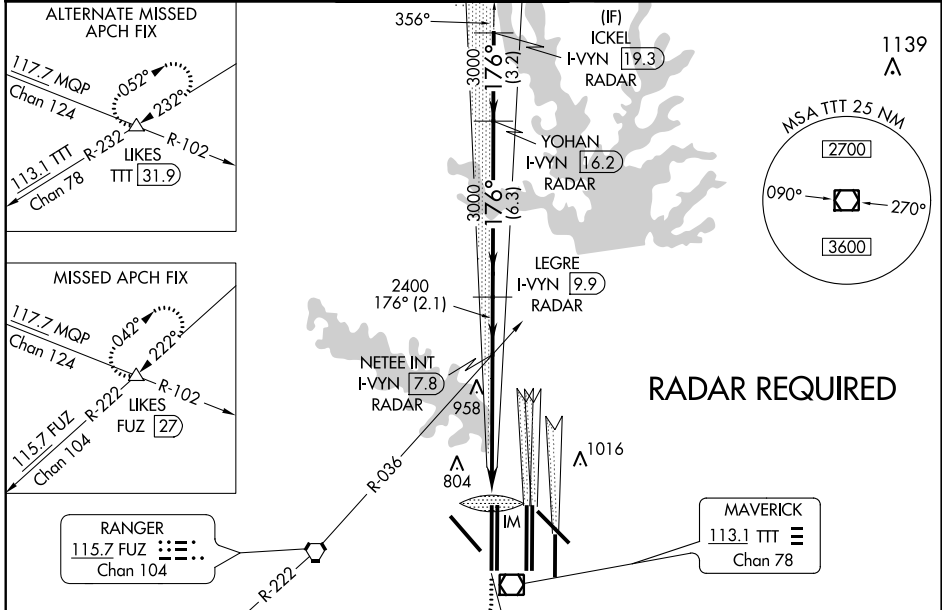 ALTERNATE MISSED
APCH FIX
117.7 MQP
Chan 124
052°
232°
R-232
R-102
113.1 TTT
Chan 78
LIKES
TTT 31.9
MISSED APCH FIX
117.7 MQP
Chan 124
042°
222°
R-222
R-102
115.7 FUZ
Chan 104
LIKES
FUZ 27
356°
(IF)
ICKEL
I-VYN 19.3
RADAR
3000
176°
(3.2)
YOHAN
I-VYN 16.2
RADAR
3000
176°
(6.3)
LEGRE
I-VYN 9.9
RADAR
2400
176° (2.1)
NETEE INT
I-VYN 7.8
RADAR
958
804
1016
IM
R-036
R-222
RANGER
115.7 FUZ
Chan 104
MAVERICK
113.1 TTT
Chan 78
RADAR REQUIRED
1139
MSA TTT 25 NM
2700
090°
270°
3600